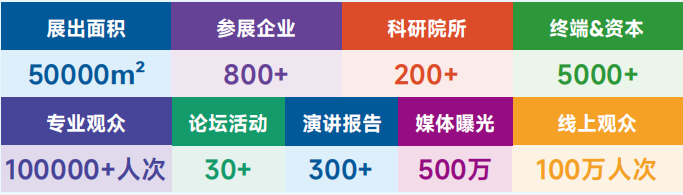 展出面积 参展企业 科研院所 终端&资本
50000m² 800+ 200+ 5000+
专业观众 论坛活动 演讲报告 媒体曝光 线上观众
100000+人次 30+ 300+ 500万 100万人次